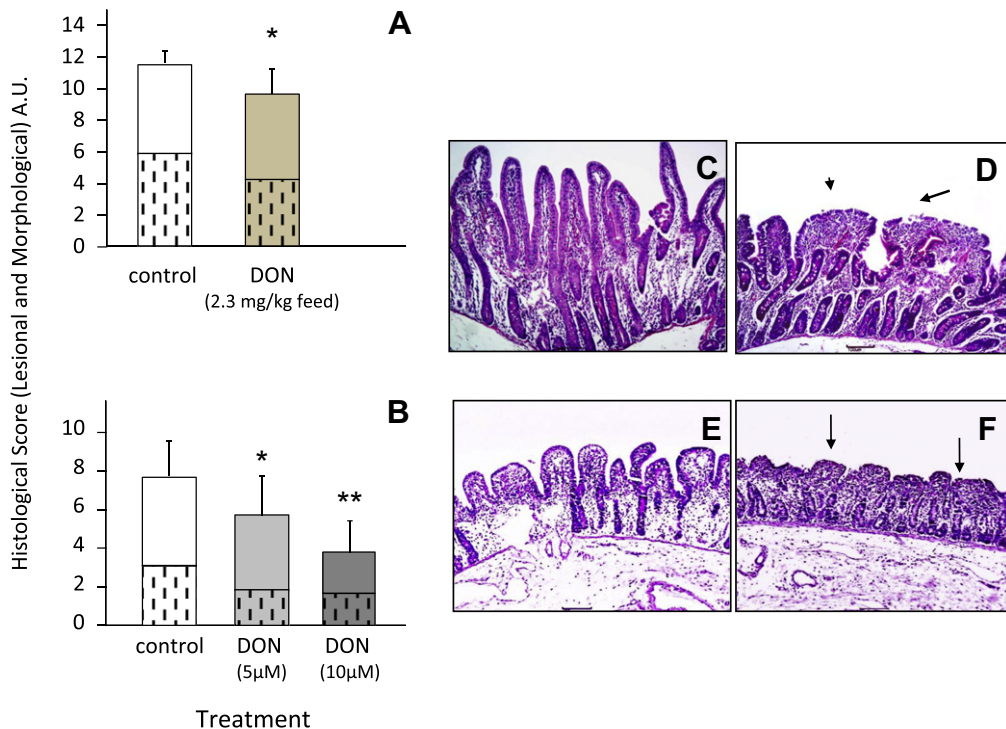 Histological Score (Lesional and Morphological) A.U.
14
12
10
8
6
4
2
0
A
*
control
DON
(2.3 mg/kg feed)
B
10
8
6
4
2
0
*
**
control
DON
(5µM)
DON
(10µM)
Treatment
C
D
E
F